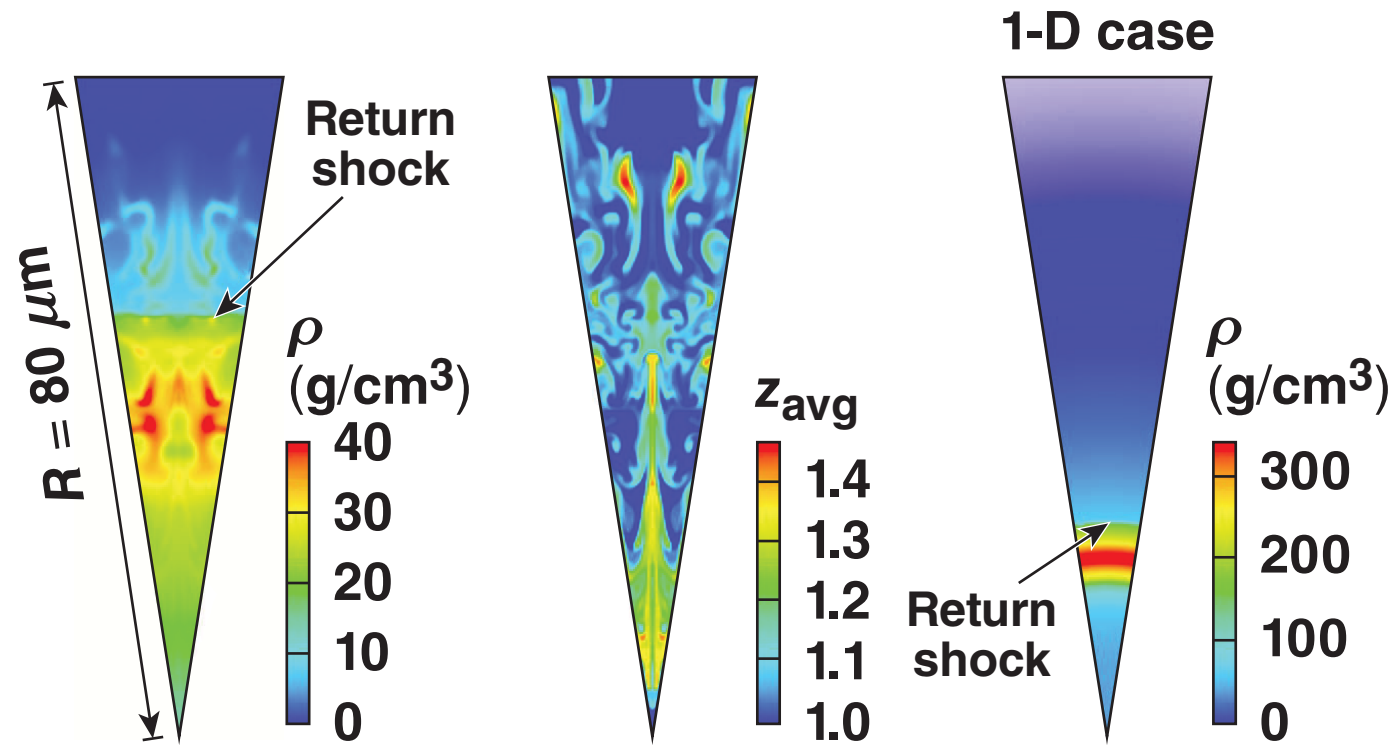 R = 80 μm
Return
shock
ρ
(g/cm³)
40
30
20
10
0
z_avg
1.4
1.3
1.2
1.1
1.0
1-D case
Return
shock
ρ
(g/cm³)
300
200
100
0